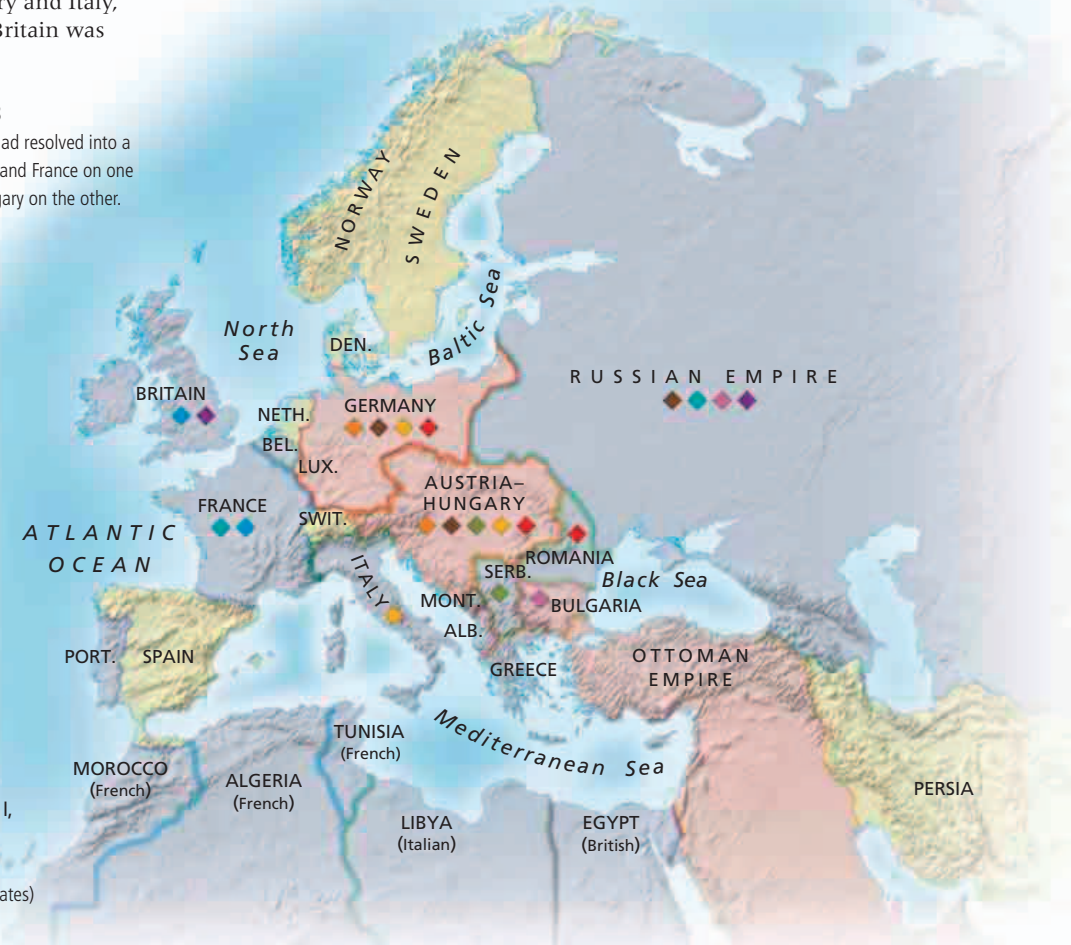 ry and Italy,
Britain was
ad resolved into a
and France on one
gary on the other.
NORWAY
SWEDEN
North
Sea
Baltic Sea
DEN.
RUSSIAN EMPIRE
BRITAIN
NETH.
GERMANY
BEL.
LUX.
AUSTRIA–
HUNGARY
FRANCE
SWIT.
ATLANTIC
OCEAN
ITALY
ROMANIA
SERB.
Black Sea
MONT.
BULGARIA
ALB.
PORT.
SPAIN
GREECE
OTTOMAN
EMPIRE
Mediterranean Sea
TUNISIA
(French)
MOROCCO
(French)
ALGERIA
(French)
PERSIA
LIBYA
(Italian)
EGYPT
(British)
I,
ates)